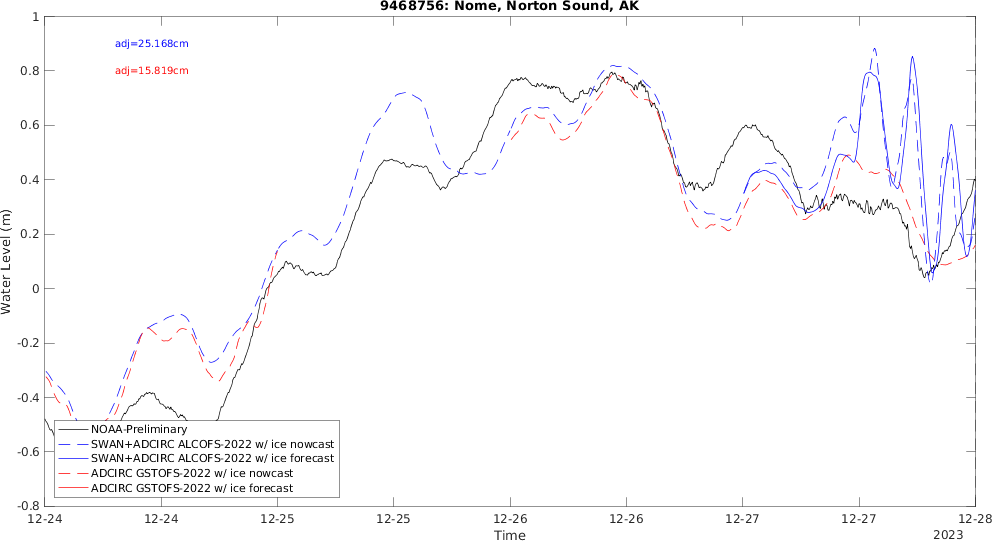 9468756: Nome, Norton Sound, AK
adj=25.168cm
adj=15.819cm
1
0.8
0.6
0.4
0.2
0
-0.2
-0.4
-0.6
-0.8
Water Level (m)
NOAA-Preliminary
SWAN+ADCIRC ALCOFS-2022 w/ ice nowcast
SWAN+ADCIRC ALCOFS-2022 w/ ice forecast
ADCIRC GSTOFS-2022 w/ ice nowcast
ADCIRC GSTOFS-2022 w/ ice forecast
12-24 12-24 12-25 12-25 12-26 12-26 12-27 12-27 12-28
Time
2023